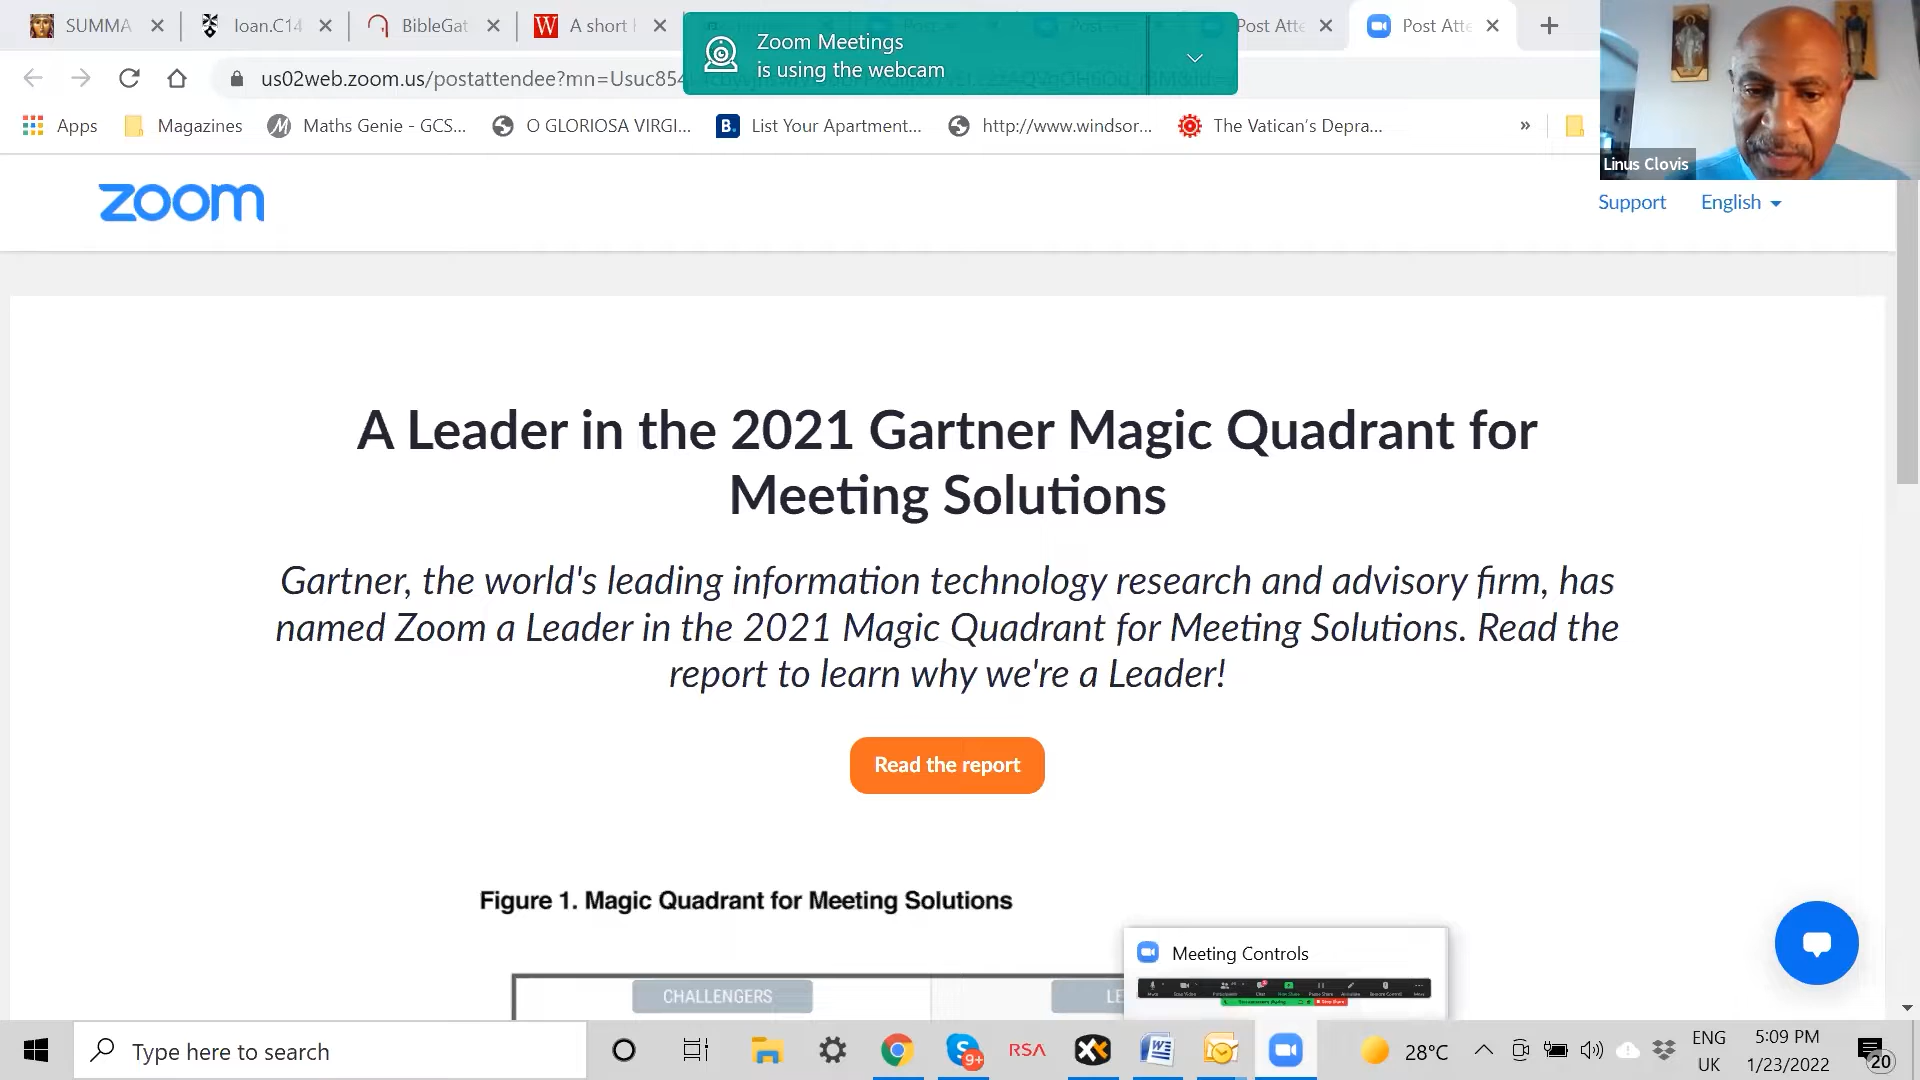 SUMMA
Ioan.C14
BibleGat
A short
Post Atte
Post Atte
Zoom Meetings
is using the webcam
us02web.zoom.us/postattendee?mn=Usuc854
Linus Clovis
Apps
Magazines
Maths Genie - GCS...
O GLORIOSA VIRGI...
B.
List Your Apartment...
http://www.windsor...
The Vatican's Depra...
»
zoom
Support
English
A Leader in the 2021 Gartner Magic Quadrant for
Meeting Solutions
Gartner, the world's leading information technology research and advisory firm, has
named Zoom a Leader in the 2021 Magic Quadrant for Meeting Solutions. Read the
report to learn why we're a Leader!
Read the report
Figure 1. Magic Quadrant for Meeting Solutions
Meeting Controls
CHALLENGERS
LE
Type here to search
9+
RSA
28°C
ENG
UK
5:09 PM
1/23/2022
20